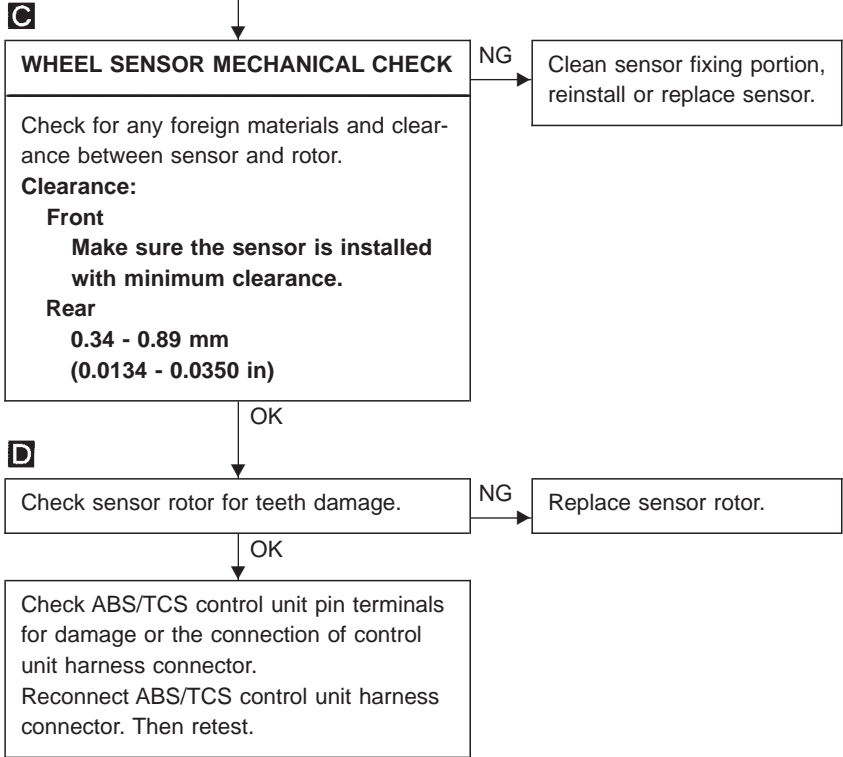 C
WHEEL SENSOR MECHANICAL CHECK
NG
Clean sensor fixing portion,
reinstall or replace sensor.
Check for any foreign materials and clear-
ance between sensor and rotor.
Clearance:
Front
Make sure the sensor is installed
with minimum clearance.
Rear
0.34 - 0.89 mm
(0.0134 - 0.0350 in)
OK
D
Check sensor rotor for teeth damage.
NG
Replace sensor rotor.
OK
Check ABS/TCS control unit pin terminals
for damage or the connection of control
unit harness connector.
Reconnect ABS/TCS control unit harness
connector. Then retest.